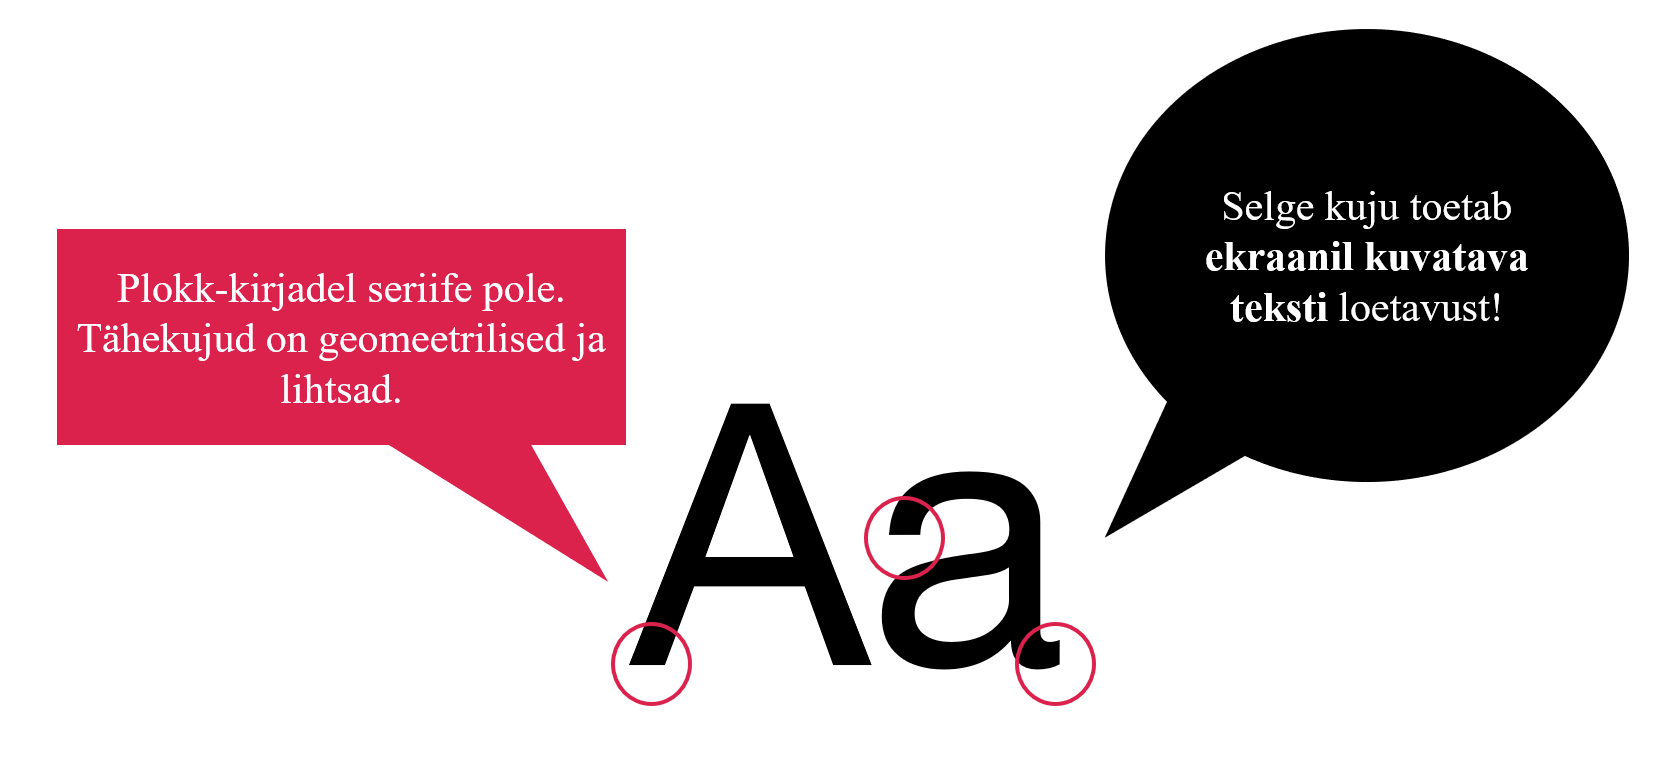 Plokk-kirjadel seriife pole.
Tähekujud on geomeetrilised ja
lihtsad.
Selge kuju toetab
ekraanil kuvatava
teksti loetavust!
Aa